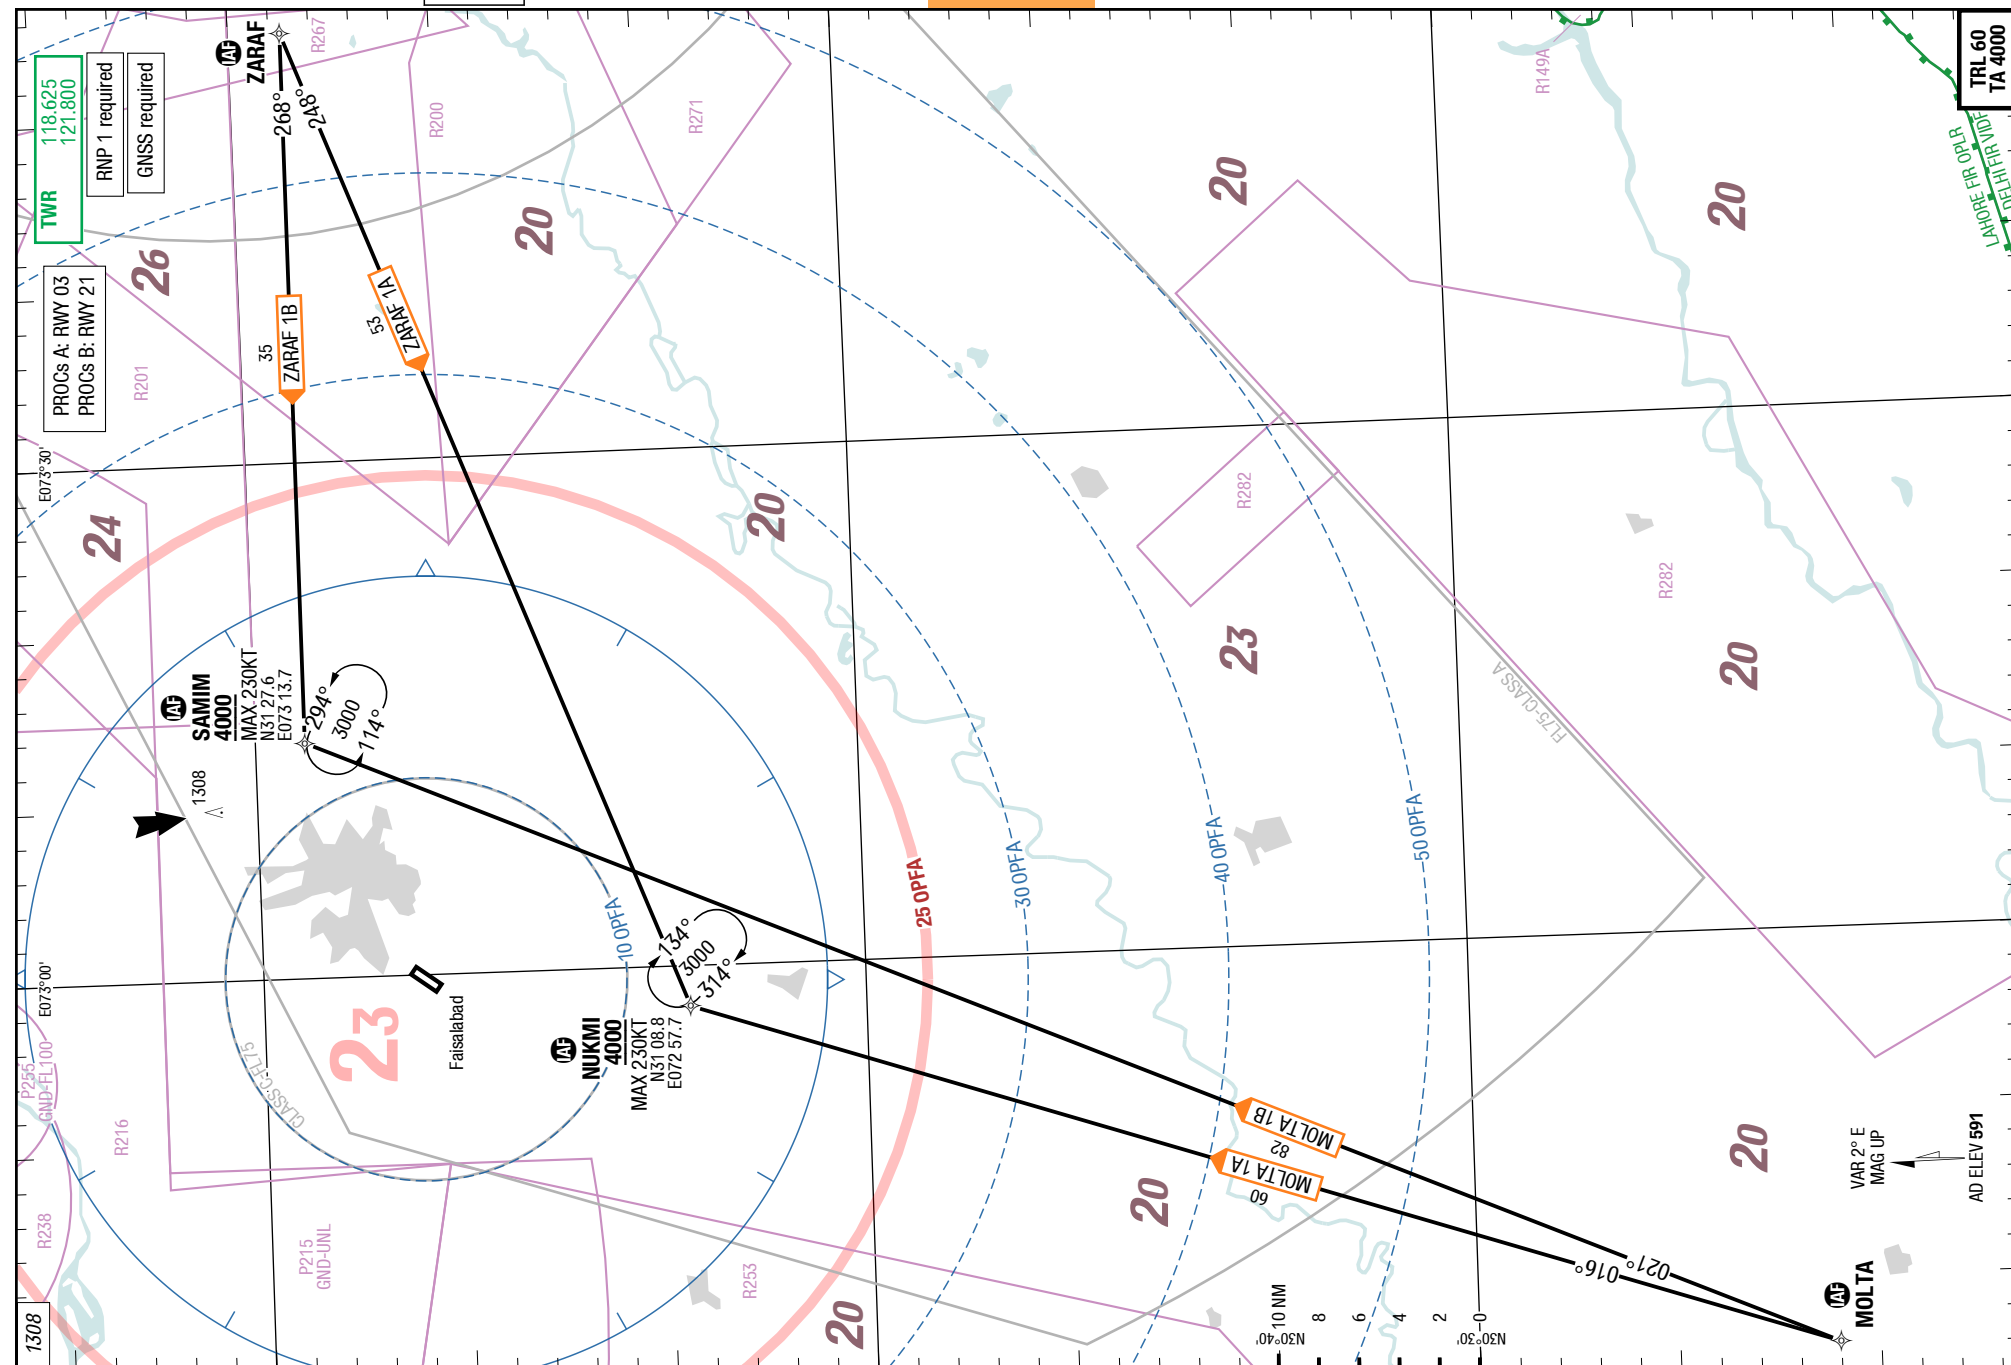 TWR 118.625
121.800
RNP 1 required
GNSS required
PROCs A: RWY 03
PROCs B: RWY 21
TRL 60
TA 4000
IAF
ZARAF
268°
248°
35
ZARAF 1B
53
ZARAF 1A
R267
R200
R271
R201
R149A
LAHORE FIR OPLR
DELHI FIR VIDF
26
20
20
20
24
20
23
20
E073°30'
R282
R282
IAF
SAMIM
4000
MAX 230KT
N31 27.6
E073 13.7
294°
3000
114°
1308
FL75-CLASS A
10 OPFA
25 OPFA
30 OPFA
40 OPFA
50 OPFA
E073°00'
23
Faisalabad
CLASS C-FL75
IAF
NUKMI
4000
MAX 230KT
N31 08.8
E072 57.7
134°
3000
314°
P255
GND-FL100
R216
R238
P215
GND-UNL
R253
20
20
20
MOLTA 1B
82
MOLTA 1A
60
016°
021°
IAF
MOLTA
VAR 2° E
MAG UP
AD ELEV 591
10 NM
8
6
4
2
0
N30°40'
N30°30'
1308